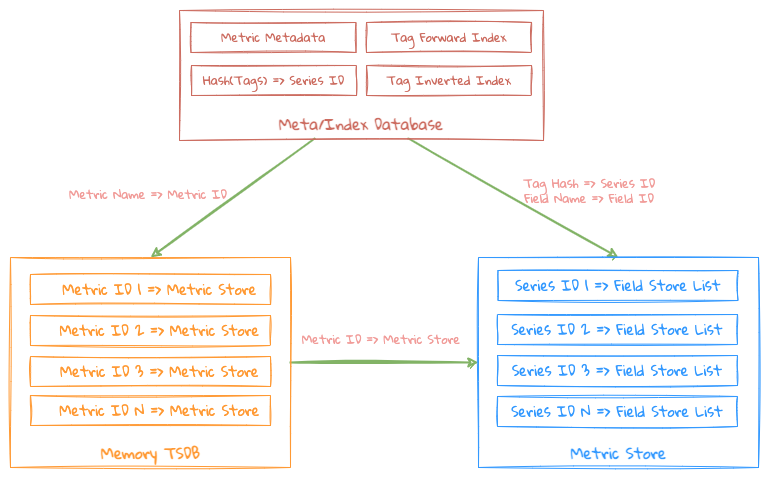 Metric Metadata
Tag Forward Index
Hash(Tags) => Series ID
Tag Inverted Index
Meta/Index Database
Metric Name => Metric ID
Tag Hash => Series ID
Field Name => Field ID
Metric ID 1 => Metric Store
Metric ID 2 => Metric Store
Metric ID 3 => Metric Store
Metric ID N => Metric Store
Memory TSDB
Metric ID => Metric Store
Series ID 1 => Field Store List
Series ID 2 => Field Store List
Series ID 3 => Field Store List
Series ID N => Field Store List
Metric Store